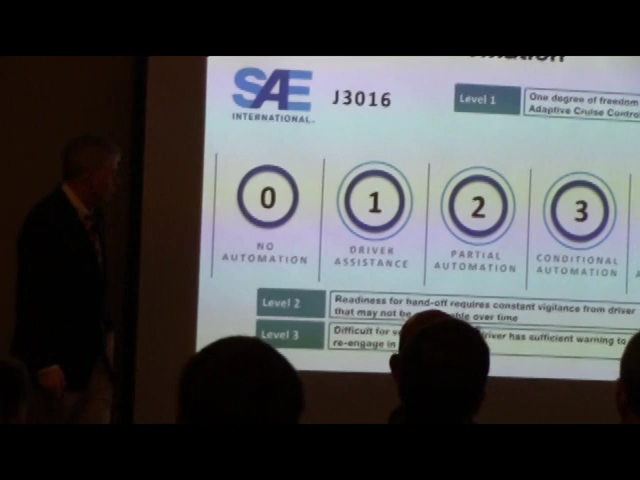 SAE
INTERNATIONAL
J3016
Level 1
One degree of freedom
Adaptive Cruise
0
1
2
3
NO
AUTOMATION
DRIVER
ASSISTANCE
PARTIAL
AUTOMATION
CONDITIONAL
AUTOMATION
Level 2
Readiness for hand-off requires constant vigilance from driver
that may not be over time
Level 3
Difficult for driver has sufficient warning to
re-engage in